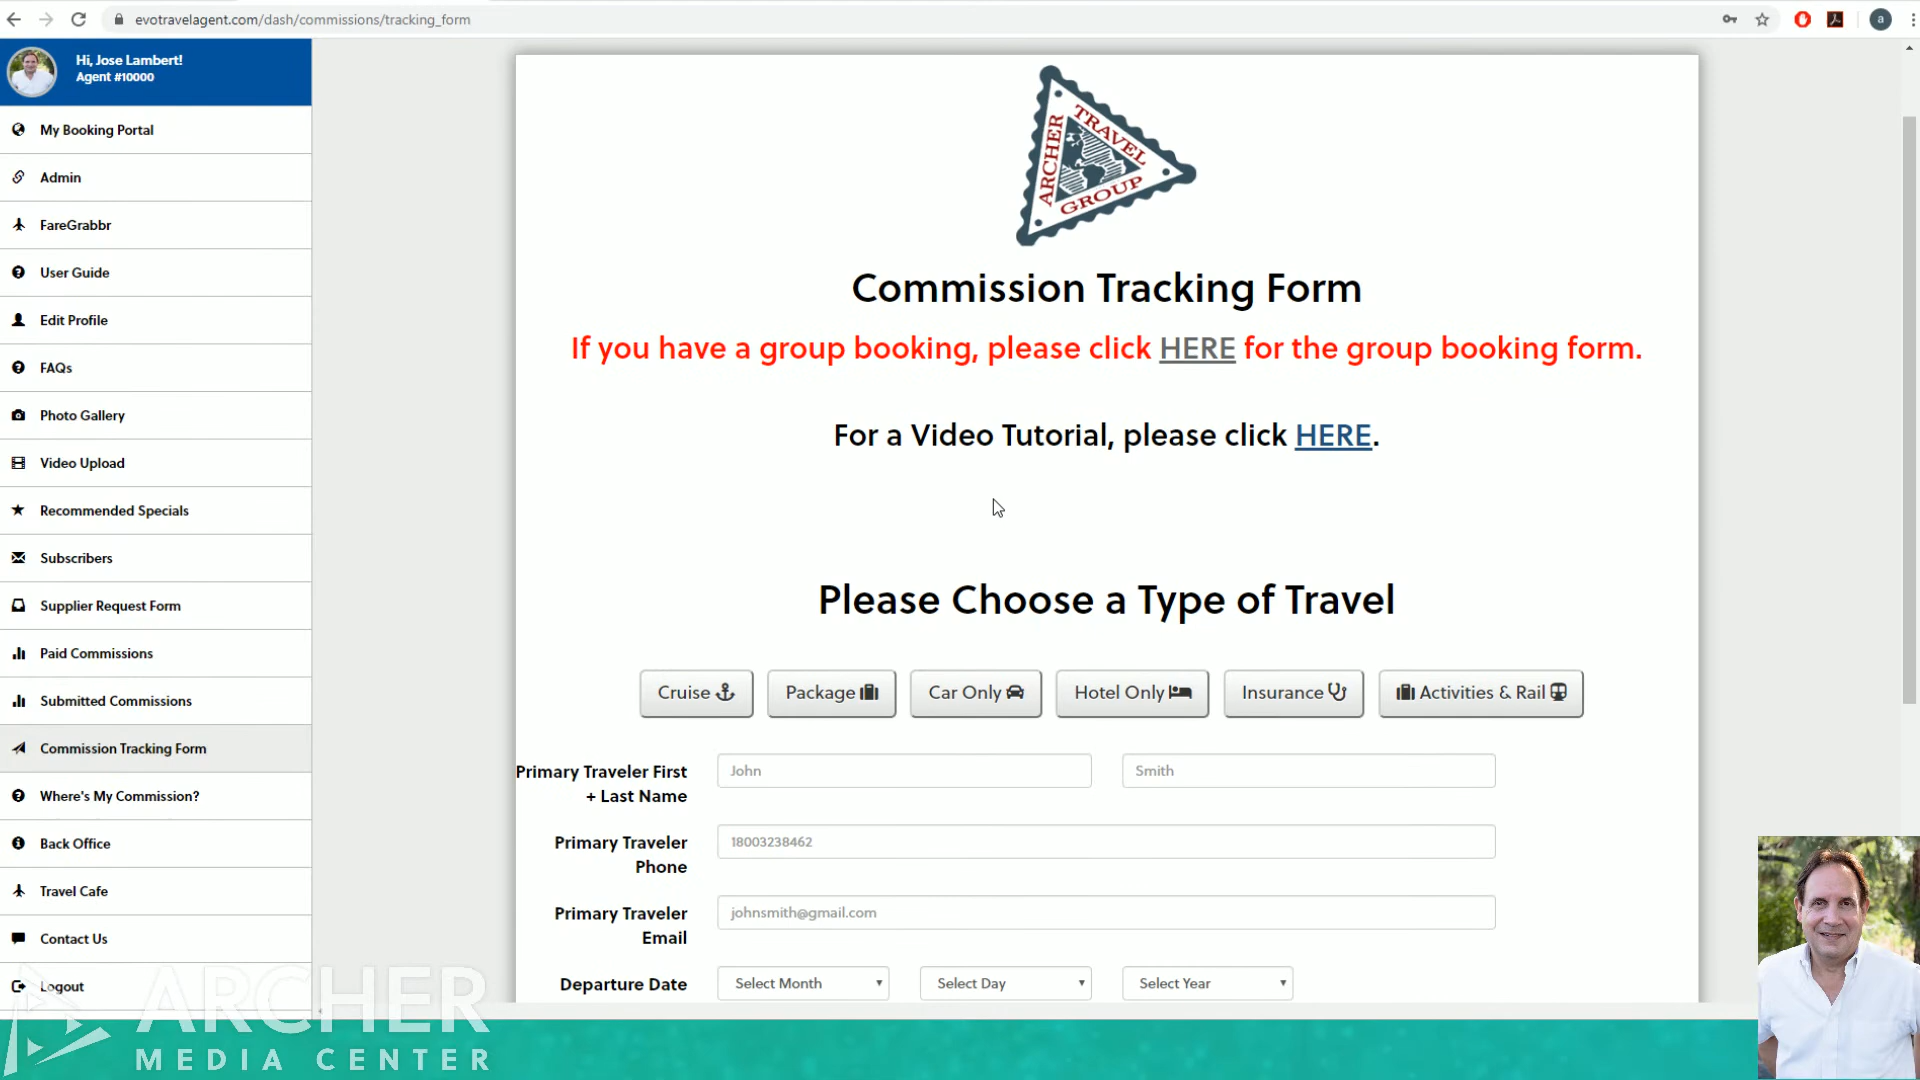 evotravelagent.com/dash/commissions/tracking_form
a
Hi, Jose Lambert!
Agent #10000
My Booking Portal
Admin
FareGrabbr
User Guide
Edit Profile
FAQs
Photo Gallery
Video Upload
Recommended Specials
Subscribers
Supplier Request Form
Paid Commissions
Submitted Commissions
Commission Tracking Form
Where's My Commission?
Back Office
Travel Cafe
Contact Us
Logout
ARCHER TRAVEL GROUP
Commission Tracking Form
If you have a group booking, please click HERE for the group booking form.
For a Video Tutorial, please click HERE.
Please Choose a Type of Travel
Cruise Package Car Only Hotel Only Insurance Activities & Rail
Primary Traveler First John Smith
+ Last Name
Primary Traveler 18003238462
Phone
Primary Traveler johnsmith@gmail.com
Email
Departure Date Select Month Select Day Select Year
ARCHER
MEDIA CENTER